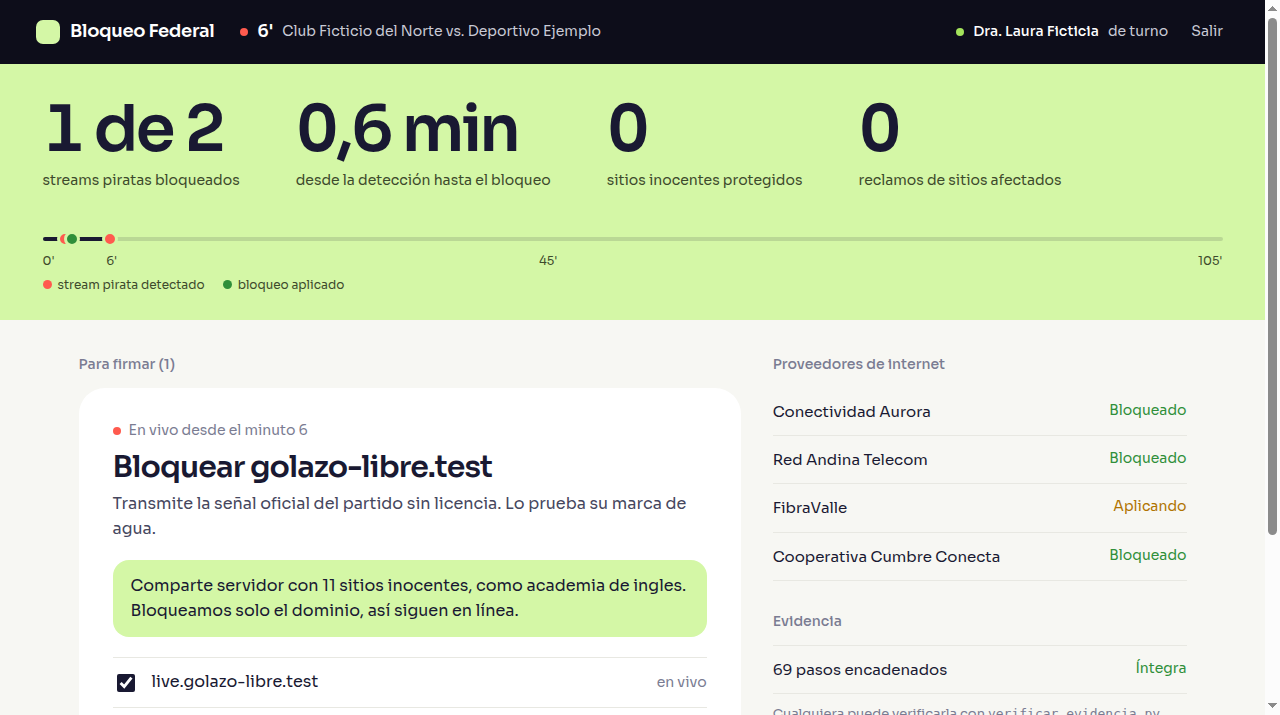 Bloqueo Federal
6' Club Ficticio del Norte vs. Deportivo Ejemplo
Dra. Laura Ficticia de turno
Salir
1 de 2
streams piratas bloqueados
0,6 min
desde la detección hasta el bloqueo
0
sitios inocentes protegidos
0
reclamos de sitios afectados
0' 6' 45' 105'
stream pirata detectado bloqueo aplicado
Para firmar (1)
En vivo desde el minuto 6
Bloquear golazo-libre.test
Transmite la señal oficial del partido sin licencia. Lo prueba su marca de
agua.
Comparte servidor con 11 sitios inocentes, como academia de ingles.
Bloqueamos solo el dominio, así siguen en línea.
live.golazo-libre.test en vivo
Proveedores de internet
Conectividad Aurora Bloqueado
Red Andina Telecom Bloqueado
FibraValle Aplicando
Cooperativa Cumbre Conecta Bloqueado
Evidencia
69 pasos encadenados Íntegra
Cualquiera puede verificarla con verificar_evidencia.py